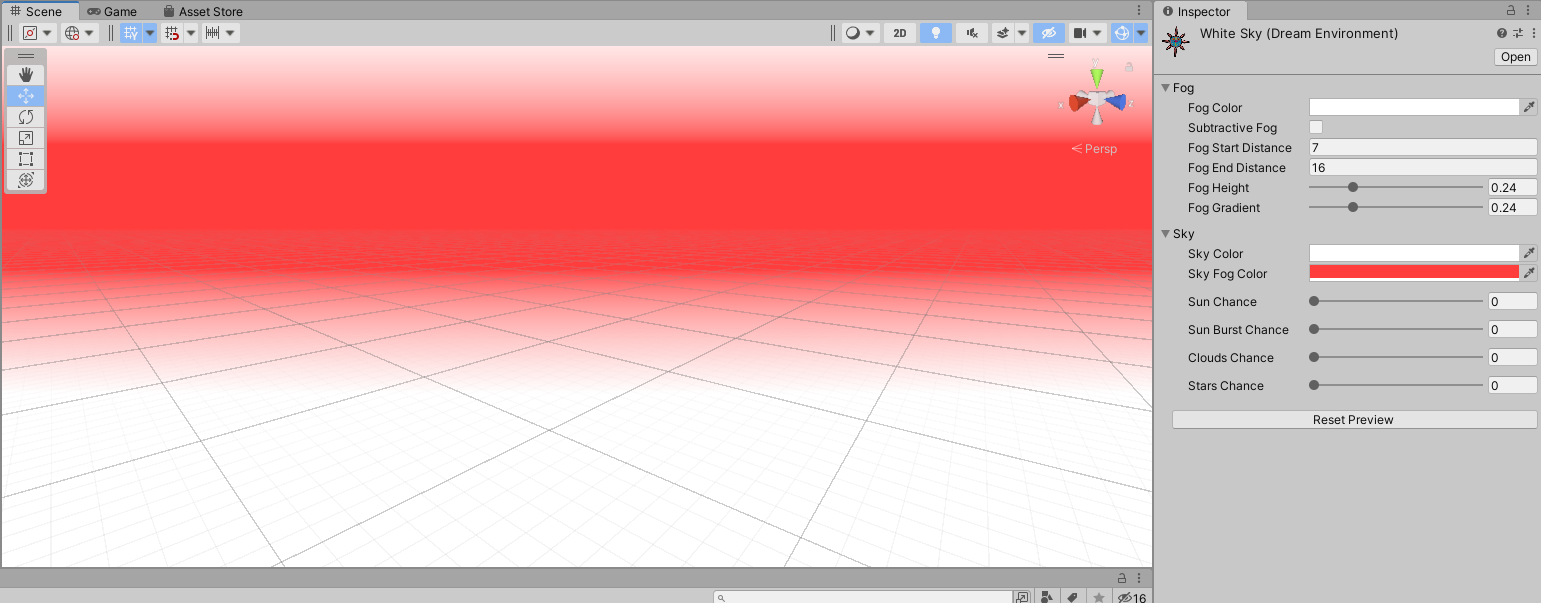 Scene Game Asset Store
2D
y
x
z
Persp
16
Inspector
White Sky (Dream Environment)
Open
Fog
Fog Color
Subtractive Fog
Fog Start Distance 7
Fog End Distance 16
Fog Height 0.24
Fog Gradient 0.24
Sky
Sky Color
Sky Fog Color
Sun Chance 0
Sun Burst Chance 0
Clouds Chance 0
Stars Chance 0
Reset Preview